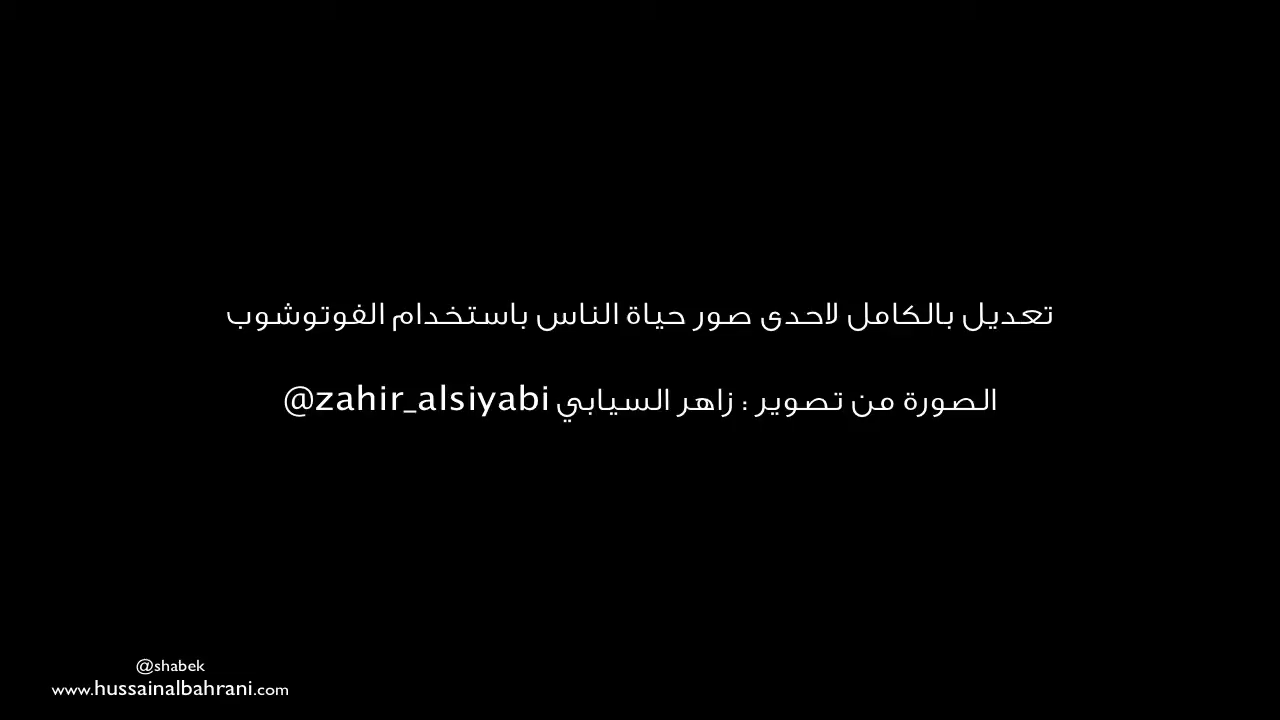 تعديل بالكامل لاحدى صور حياة الناس باستخدام الفوتوشوب
الصورة من تصوير : زاهر السيابي @zahir_alsiyabi
@shabek
www.hussainalbahrani.com